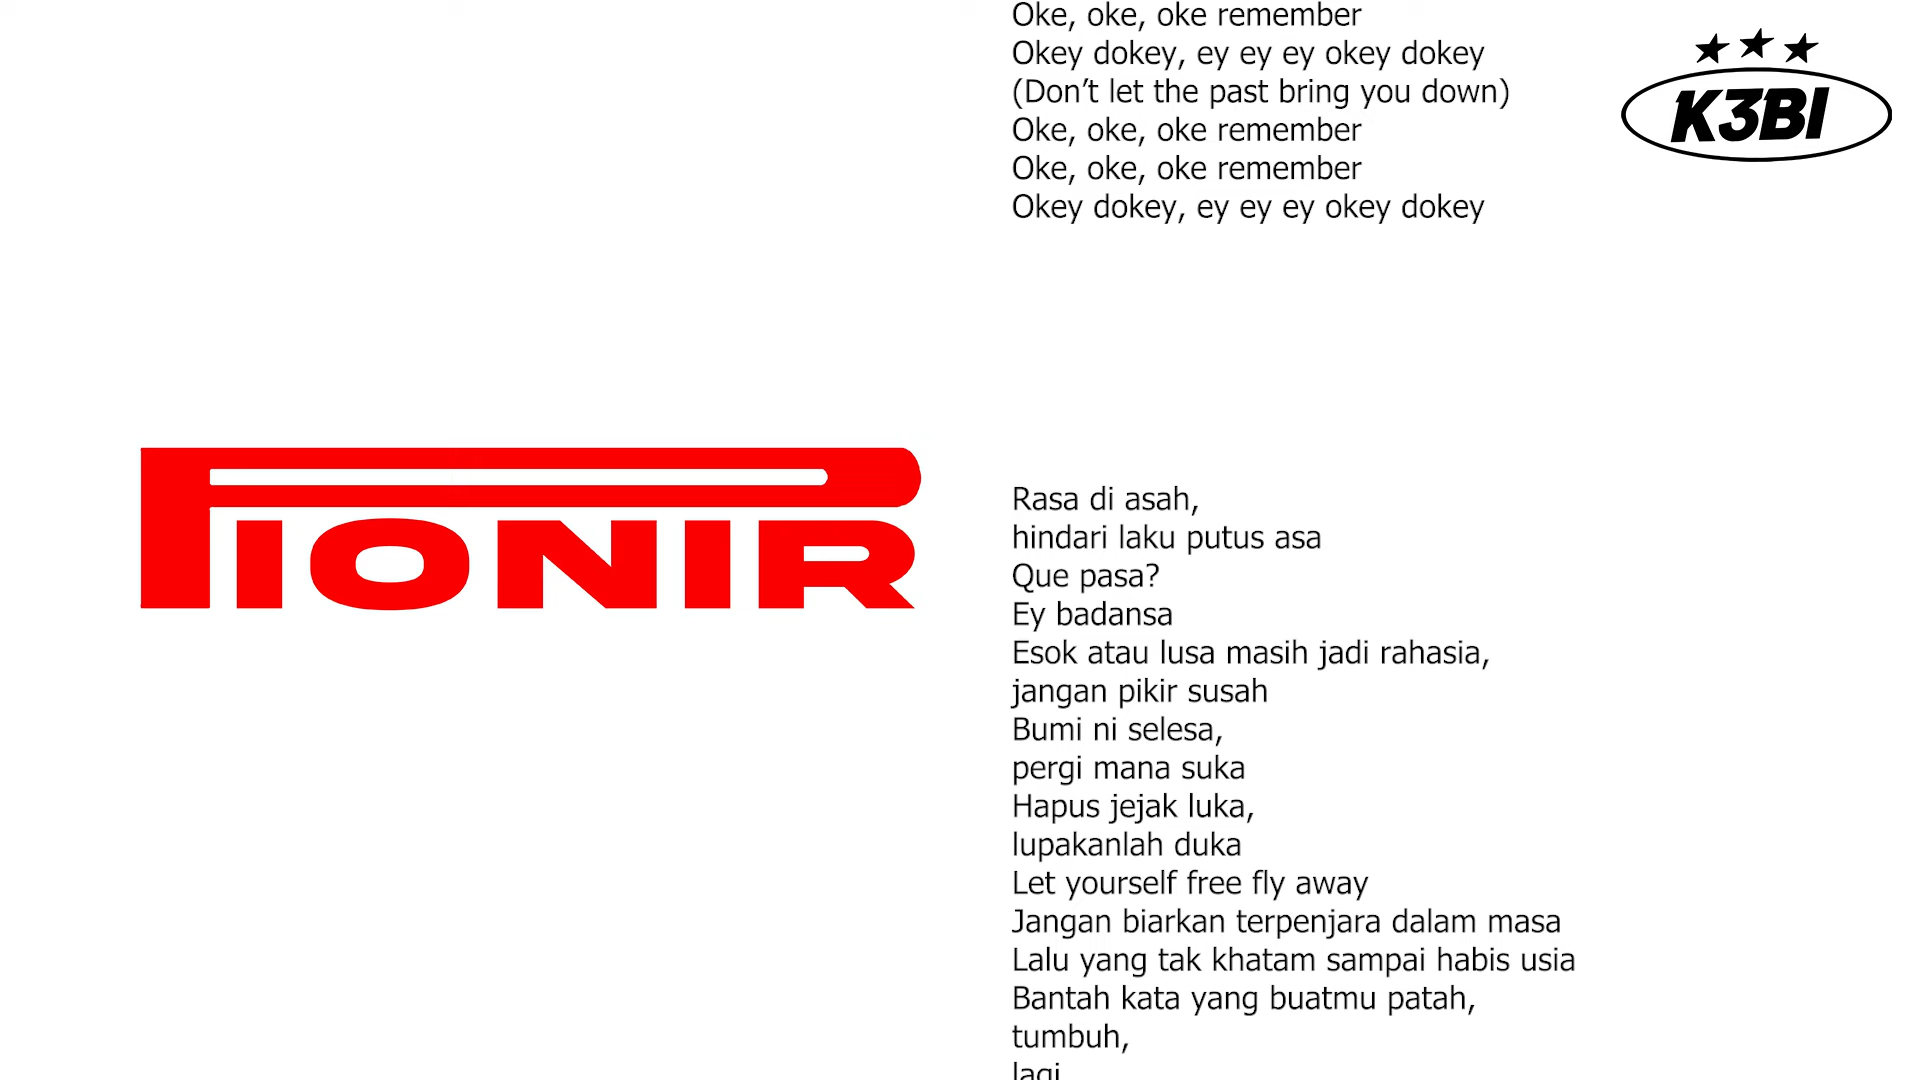 Oke, oke, oke remember
Okey dokey, ey ey ey okey dokey
(Don’t let the past bring you down)
Oke, oke, oke remember
Oke, oke, oke remember
Okey dokey, ey ey ey okey dokey
K3BI
PIONIR
Rasa di asah,
hindari laku putus asa
Que pasa?
Ey badansa
Esok atau lusa masih jadi rahasia,
jangan pikir susah
Bumi ni selesa,
pergi mana suka
Hapus jejak luka,
lupakanlah duka
Let yourself free fly away
Jangan biarkan terpenjara dalam masa
Lalu yang tak khatam sampai habis usia
Bantah kata yang buatmu patah,
tumbuh,
lagi